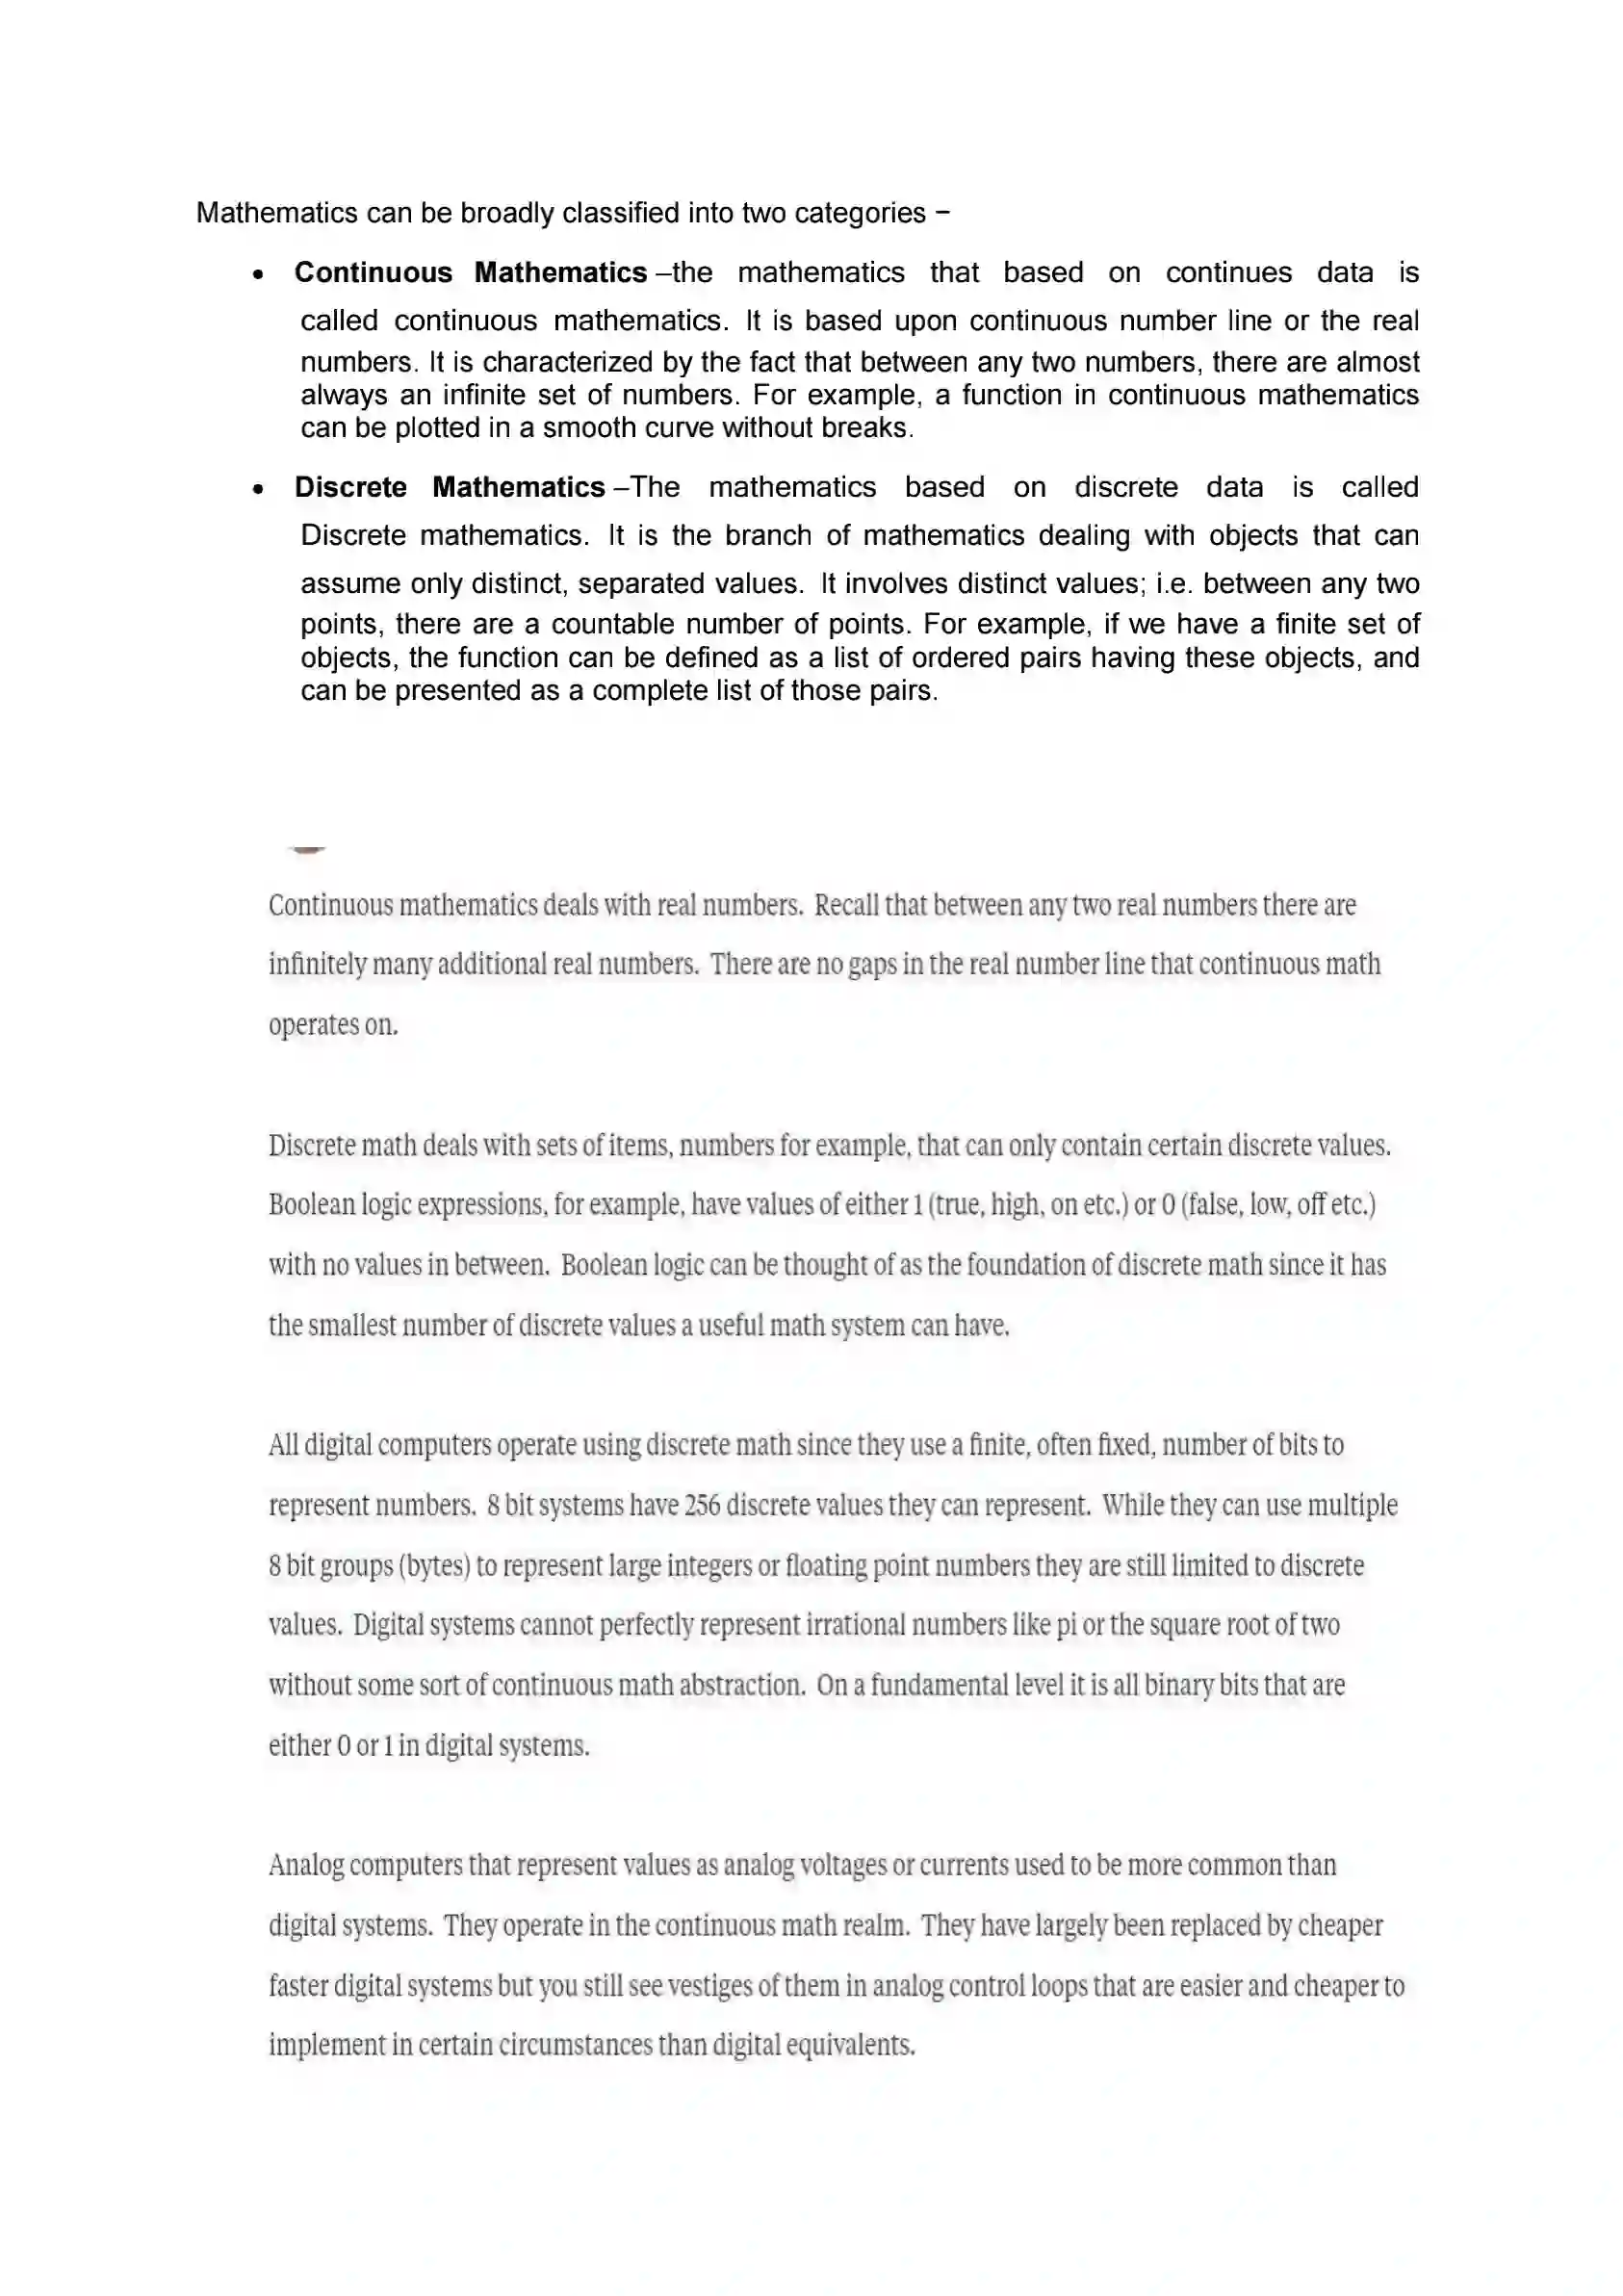 Mathematics can be broadly classified into two categories −
• Continuous Mathematics –the mathematics that based on continues data is
called continuous mathematics. It is based upon continuous number line or the real
numbers. It is characterized by the fact that between any two numbers, there are almost
always an infinite set of numbers. For example, a function in continuous mathematics
can be plotted in a smooth curve without breaks.
• Discrete Mathematics –The mathematics based on discrete data is called
Discrete mathematics. It is the branch of mathematics dealing with objects that can
assume only distinct, separated values. It involves distinct values; i.e. between any two
points, there are a countable number of points. For example, if we have a finite set of
objects, the function can be defined as a list of ordered pairs having these objects, and
can be presented as a complete list of those pairs.
Continuous mathematics deals with real numbers. Recall that between any two real numbers there are
infinitely many additional real numbers. There are no gaps in the real number line that continuous math
operates on.
Discrete math deals with sets of items, numbers for example, that can only contain certain discrete values.
Boolean logic expressions, for example, have values of either 1 (true, high, on etc.) or 0 (false, low, off etc.)
with no values in between. Boolean logic can be thought of as the foundation of discrete math since it has
the smallest number of discrete values a useful math system can have.
All digital computers operate using discrete math since they use a finite, often fixed, number of bits to
represent numbers. 8 bit systems have 256 discrete values they can represent. While they can use multiple
8 bit groups (bytes) to represent large integers or floating point numbers they are still limited to discrete
values. Digital systems cannot perfectly represent irrational numbers like pi or the square root of two
without some sort of continuous math abstraction. On a fundamental level it is all binary bits that are
either 0 or 1 in digital systems.
Analog computers that represent values as analog voltages or currents used to be more common than
digital systems. They operate in the continuous math realm. They have largely been replaced by cheaper
faster digital systems but you still see vestiges of them in analog control loops that are easier and cheaper to
implement in certain circumstances than digital equivalents.